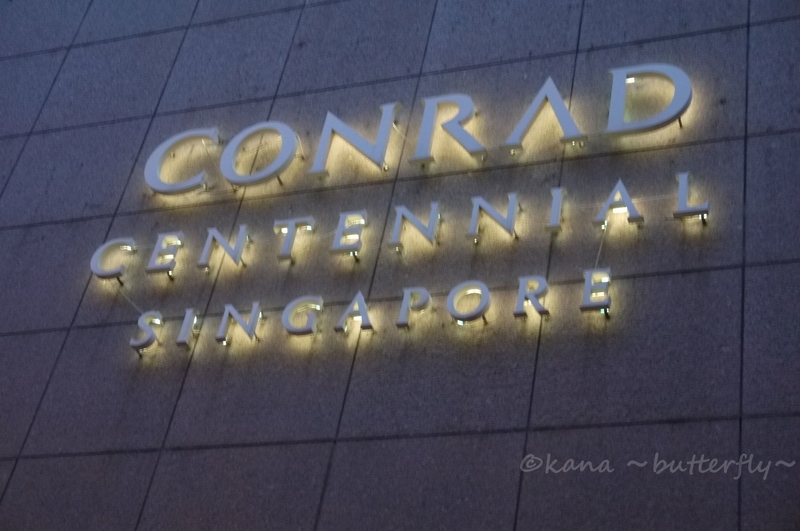 CONRAD
CENTENNIAL
SINGAPORE
©kana ~butterfly~